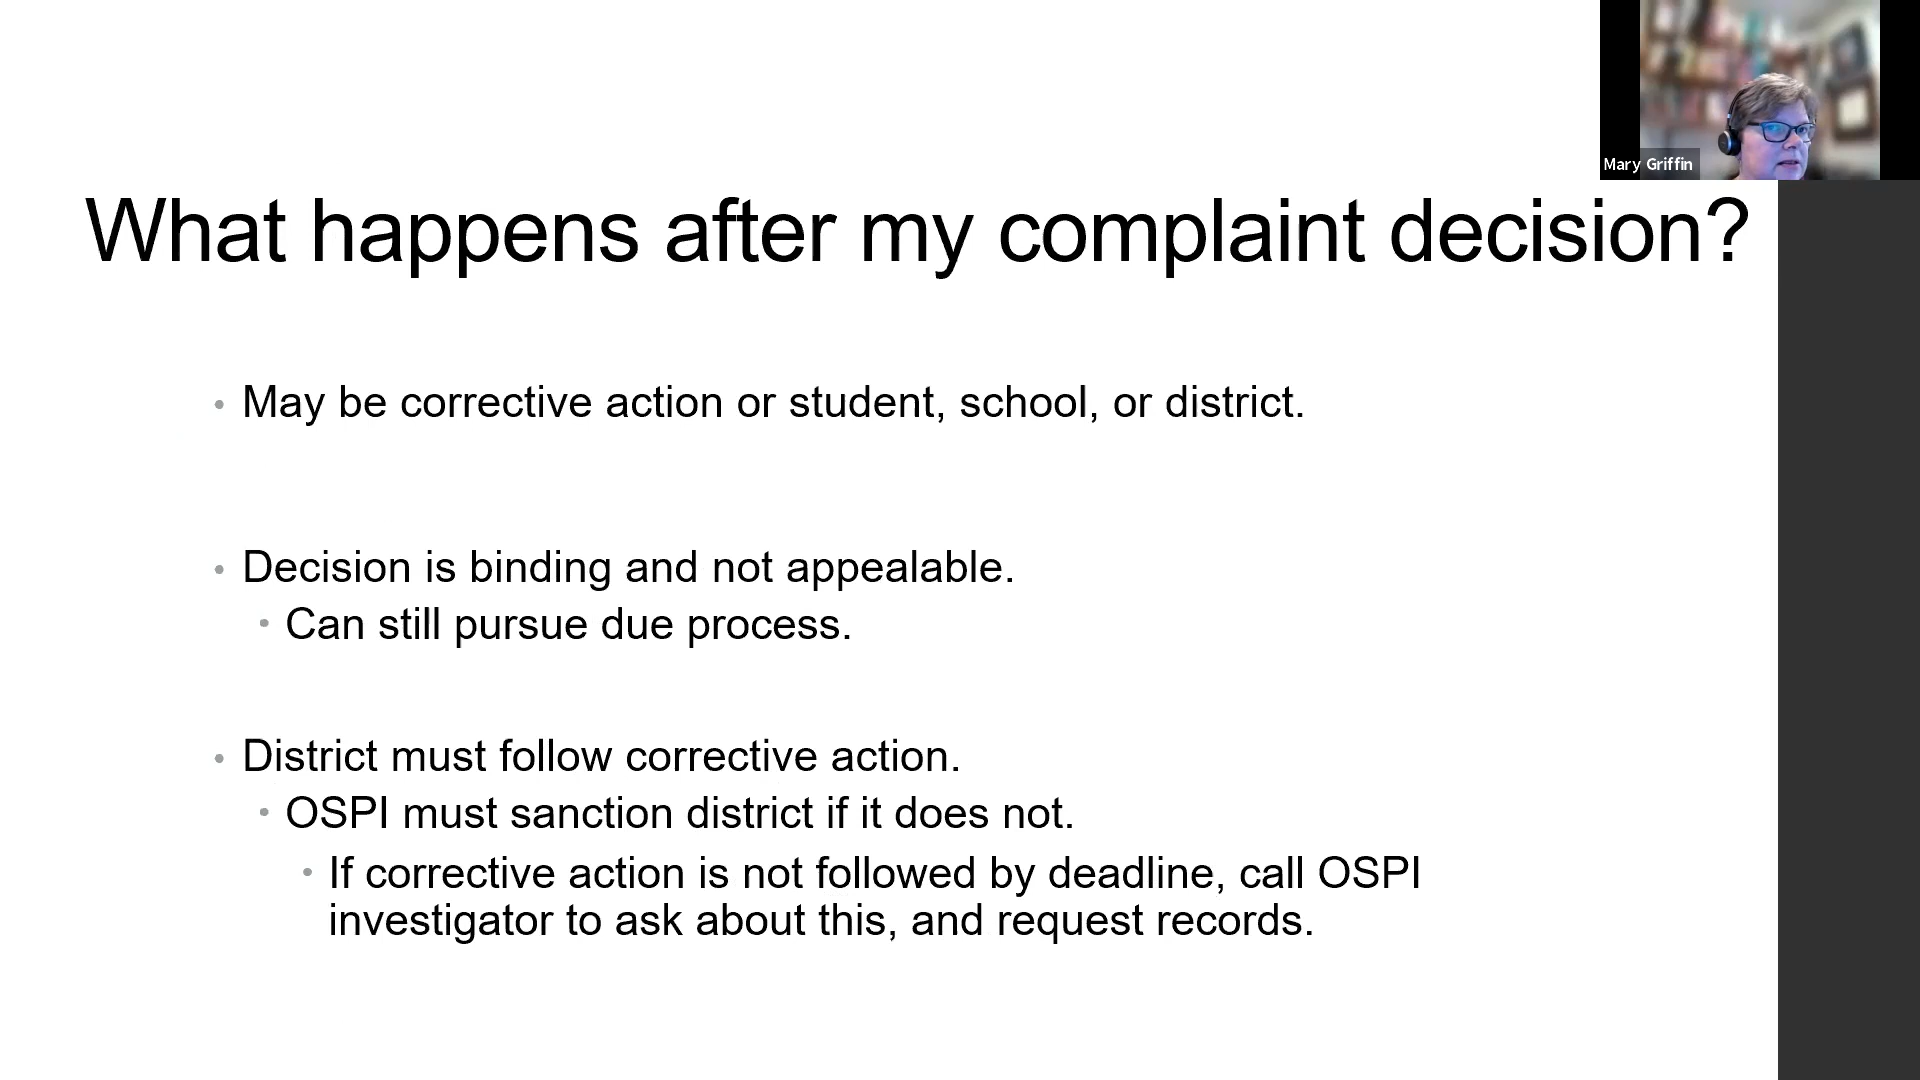 Mary Griffin
What happens after my complaint decision?
• May be corrective action or student, school, or district.
• Decision is binding and not appealable.
• Can still pursue due process.
• District must follow corrective action.
• OSPI must sanction district if it does not.
• If corrective action is not followed by deadline, call OSPI
investigator to ask about this, and request records.